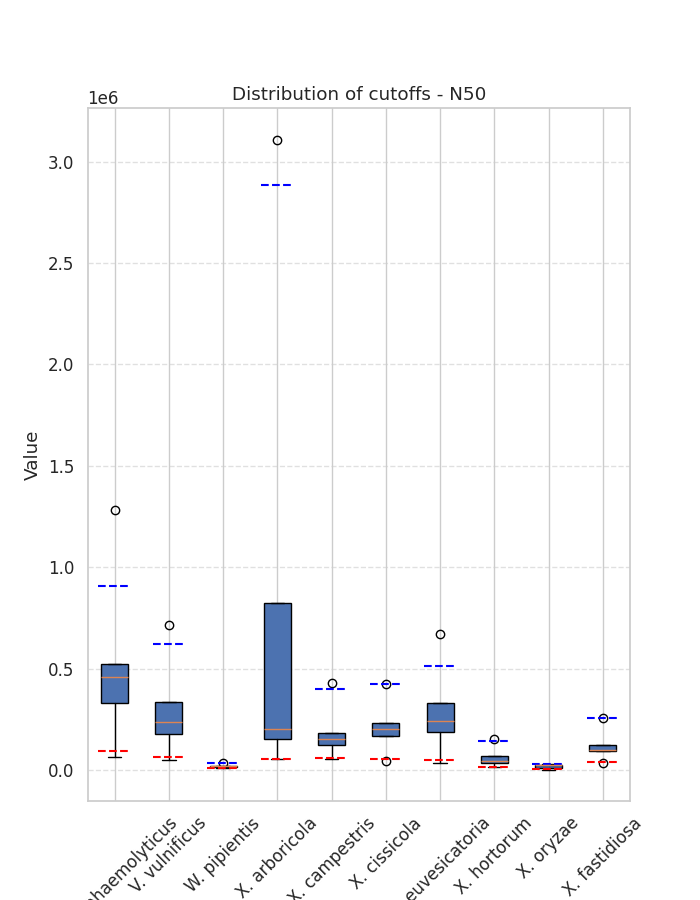 Distribution of cutoffs - N50
1e6
3.0
2.5
2.0
1.5
1.0
0.5
0.0
Value
V. vulnificus
W. pipientis
X. arboricola
X. campestris
X. cissicola
euvesicatoria
X. hortorum
X. oryzae
X. fastidiosa